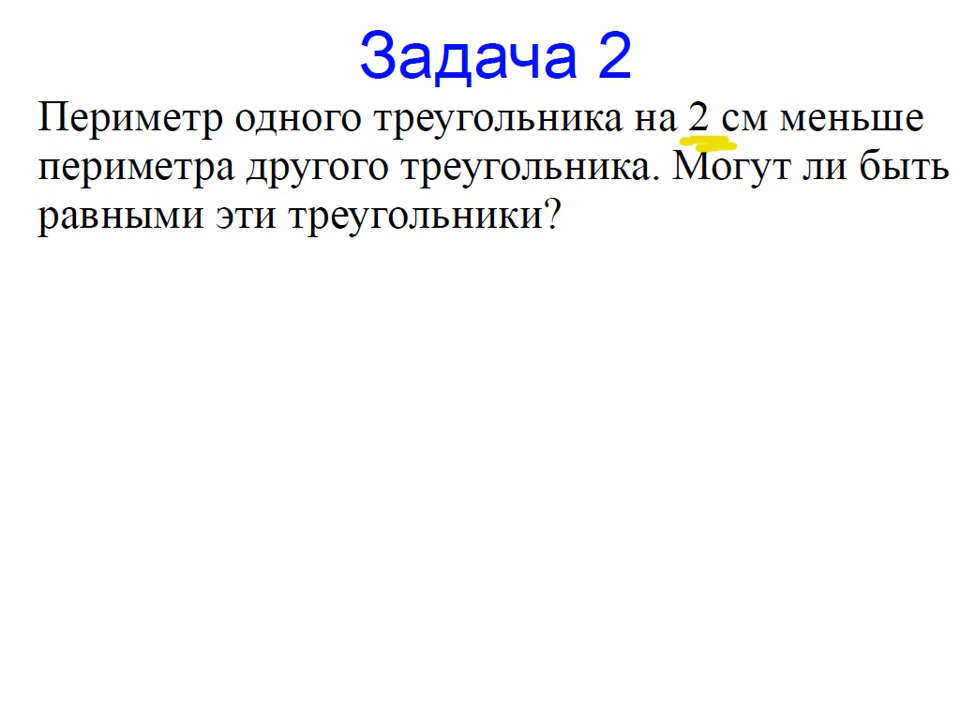 Задача 2
Периметр одного треугольника на 2 см меньше
периметра другого треугольника. Могут ли быть
равными эти треугольники?